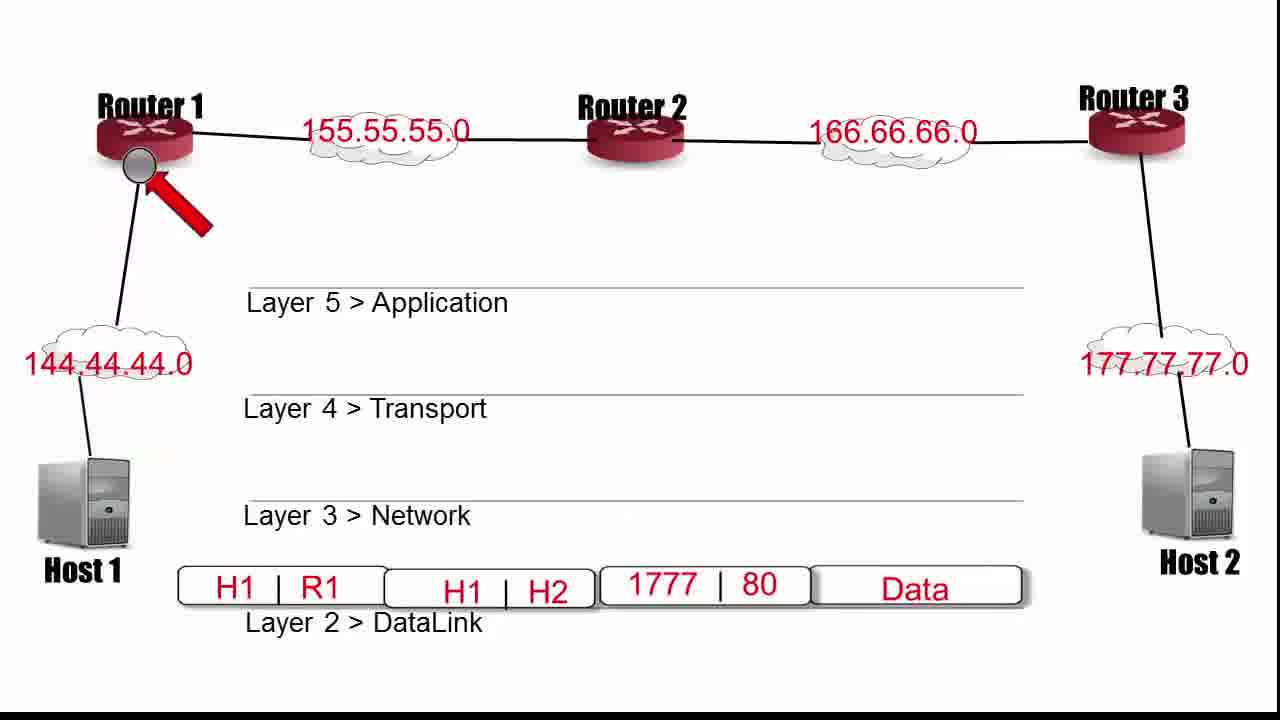 Router 1
Router 2
Router 3
155.55.55.0
166.66.66.0
Layer 5 > Application
144.44.44.0
177.77.77.0
Layer 4 > Transport
Layer 3 > Network
Host 1
Host 2
H1 | R1
H1 | H2
1777 | 80
Data
Layer 2 > DataLink